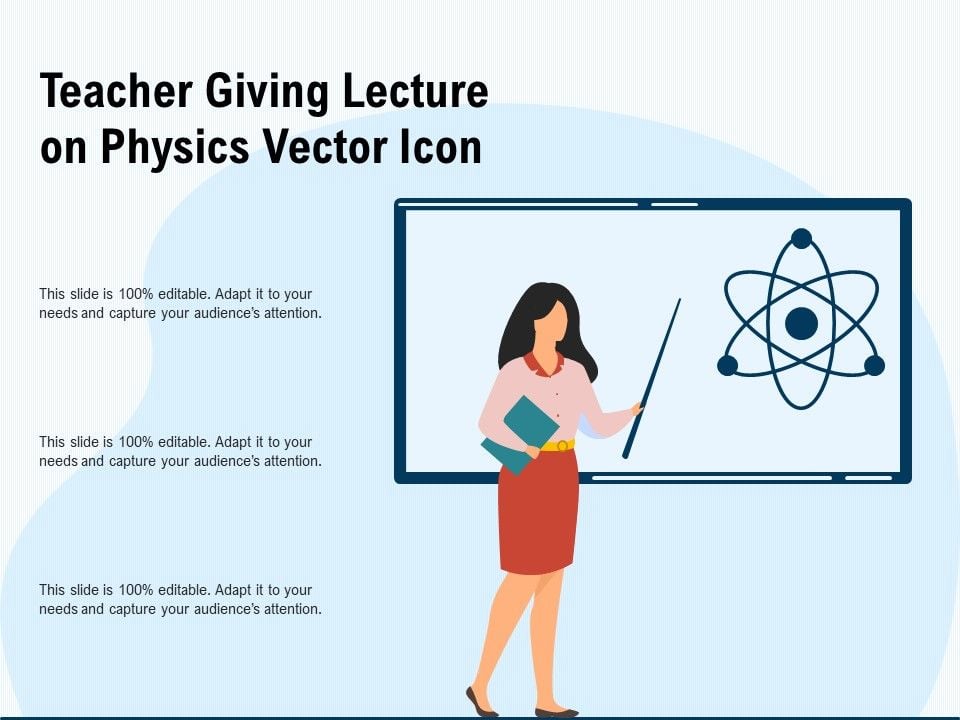 Teacher Giving Lecture
on Physics Vector Icon
This slide is 100% editable. Adapt it to your
needs and capture your audience's attention.
This slide is 100% editable. Adapt it to your
needs and capture your audience's attention.
This slide is 100% editable. Adapt it to your
needs and capture your audience's attention.